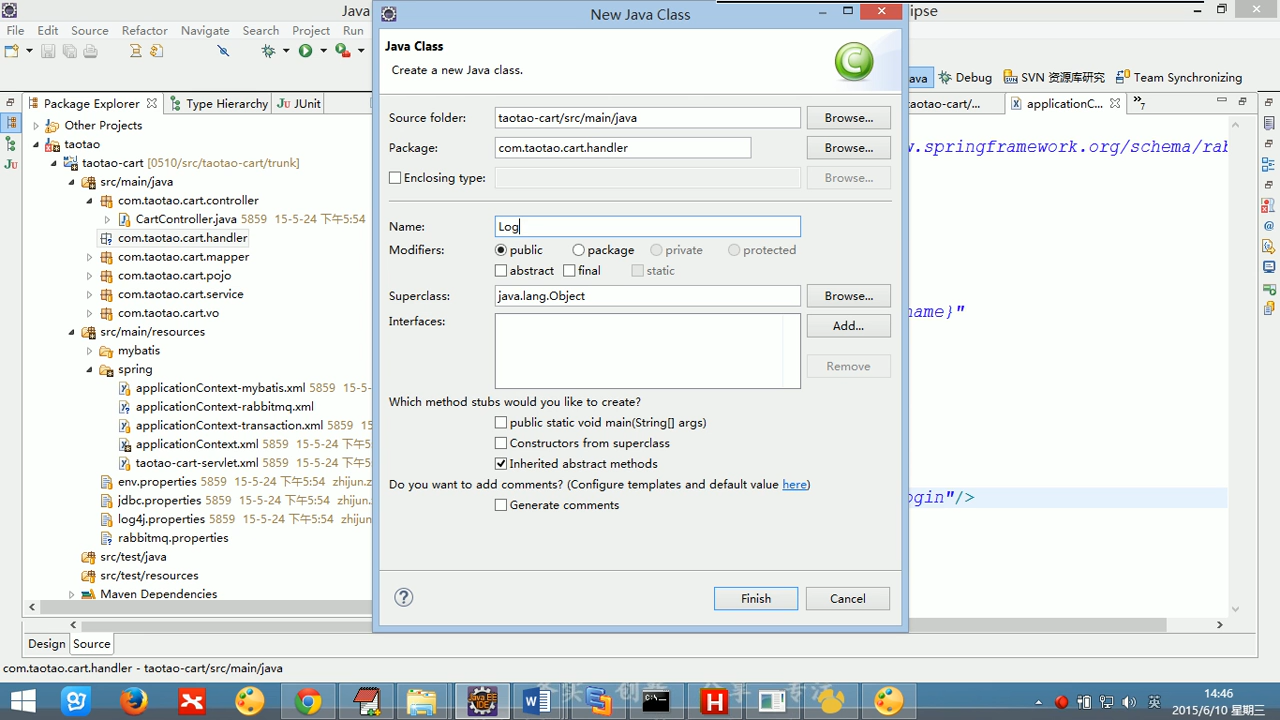 Java
New Java Class
ipse
File Edit Source Refactor Navigate Search Project Run
Java Class
Create a new Java class.
ava Debug SVN 资源库研究 Team Synchronizing
Package Explorer Type Hierarchy JUnit
aotao-cart/... applicationC... 7
Other Projects
taotao
taotao-cart [0510/src/taotao-cart/trunk]
src/main/java
com.taotao.cart.controller
CartController.java 5859 15-5-24 下午5:54
com.taotao.cart.handler
com.taotao.cart.mapper
com.taotao.cart.pojo
com.taotao.cart.service
com.taotao.cart.vo
src/main/resources
mybatis
spring
applicationContext-mybatis.xml 5859 15-5-
applicationContext-rabbitmq.xml
applicationContext-transaction.xml 5859
applicationContext.xml 5859 15-5-24 下午5
taotao-cart-servlet.xml 5859 15-5-24 下午5
env.properties 5859 15-5-24 下午5:54 zhijun.z
jdbc.properties 5859 15-5-24 下午5:54 zhijun.
log4j.properties 5859 15-5-24 下午5:54 zhijun
rabbitmq.properties
src/test/java
src/test/resources
Maven Dependencies
Source folder: taotao-cart/src/main/java Browse...
Package: com.taotao.cart.handler Browse...
Enclosing type: Browse...
Name: Log
Modifiers: public package private protected
abstract final static
Superclass: java.lang.Object Browse...
Interfaces: Add...
Remove
Which method stubs would you like to create?
public static void main(String[] args)
Constructors from superclass
Inherited abstract methods
Do you want to add comments? (Configure templates and default value here)
Generate comments
Finish Cancel
.springframework.org/schema/rab
name}"
ogin"/>
Design Source
com.taotao.cart.handler - taotao-cart/src/main/java
英
14:46
2015/6/10 星期三